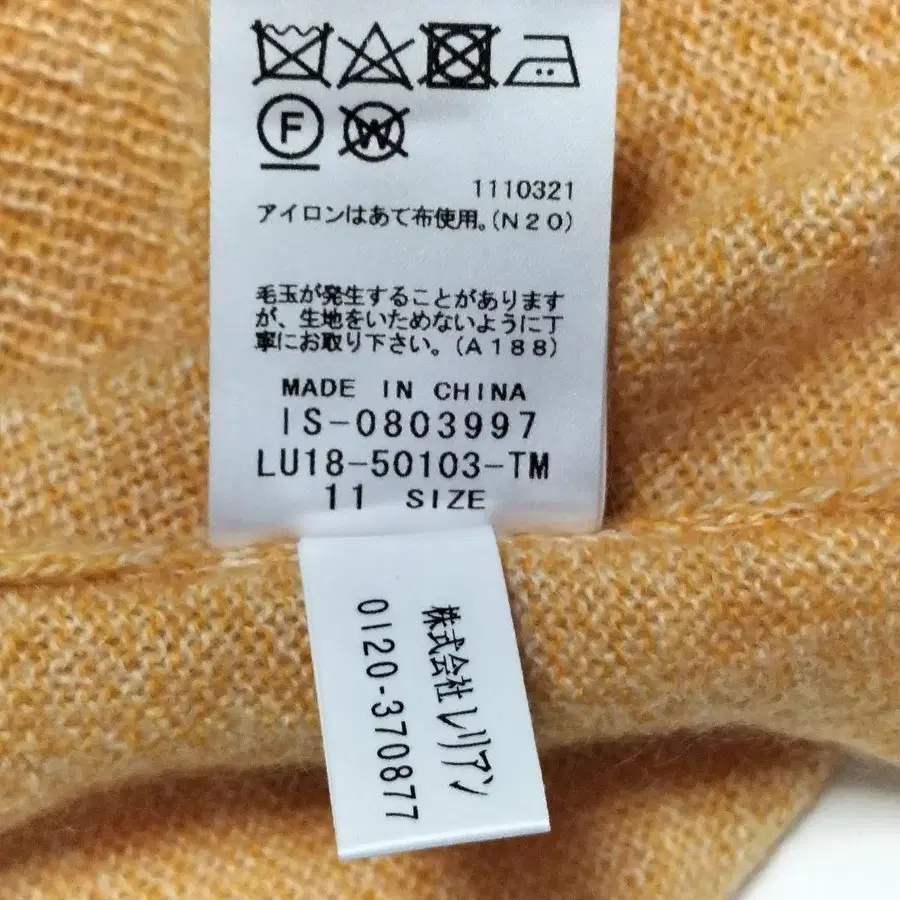 F
W
1110321
アイロンはあて布使用。(N20)
毛玉が発生することがあります
が、生地をいためないように丁
寧にお取り下さい。(A188)
MADE IN CHINA
IS-0803997
LU18-50103-TM
11 SIZE
株式会社レリアン
0120-370877